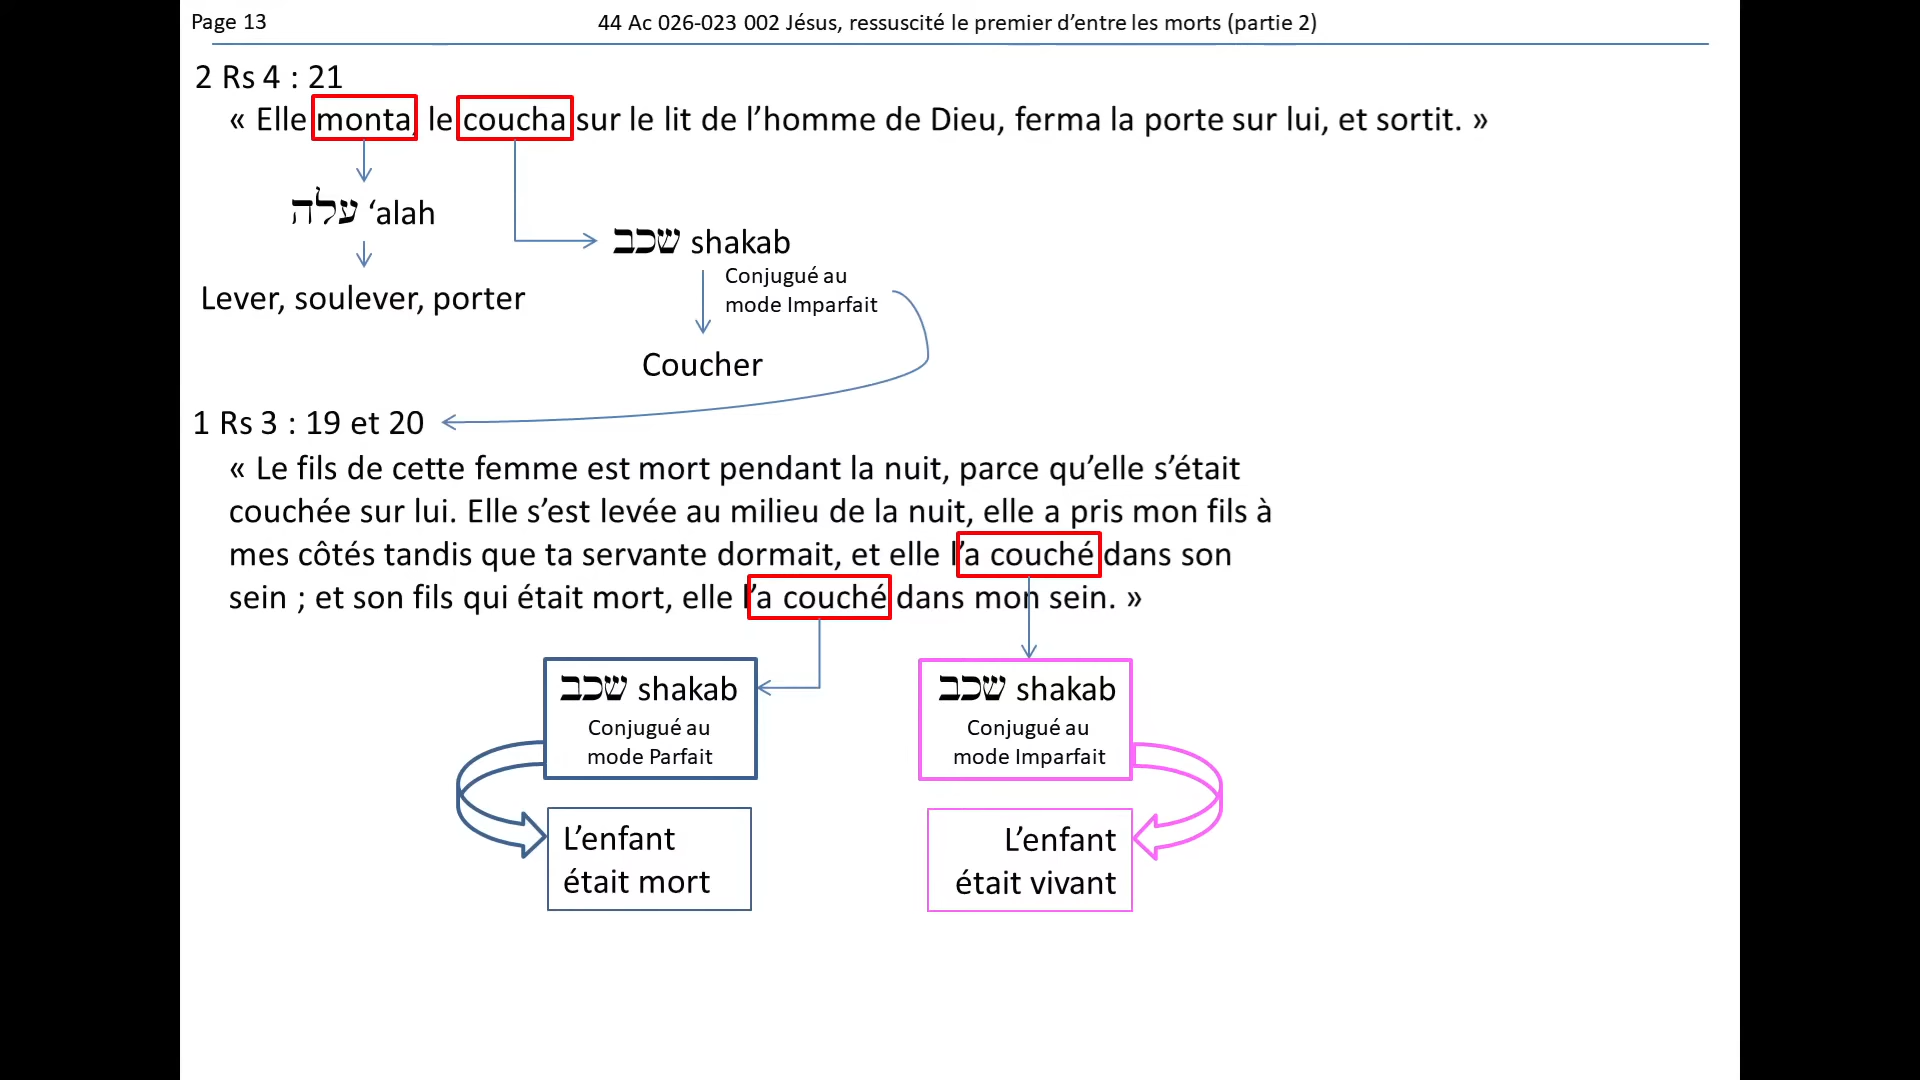 Page 13
44 Ac 026-023 002 Jésus, ressuscité le premier d’entre les morts (partie 2)
2 Rs 4 : 21
« Elle monta, le coucha sur le lit de l’homme de Dieu, ferma la porte sur lui, et sortit. »
עלה ‘alah
שכב shakab
Conjugué au
mode Imparfait
Lever, soulever, porter
Coucher
1 Rs 3 : 19 et 20
« Le fils de cette femme est mort pendant la nuit, parce qu’elle s’était
couchée sur lui. Elle s’est levée au milieu de la nuit, elle a pris mon fils à
mes côtés tandis que ta servante dormait, et elle l’a couché dans son
sein ; et son fils qui était mort, elle l’a couché dans mon sein. »
שכב shakab
Conjugué au
mode Parfait
שכב shakab
Conjugué au
mode Imparfait
L’enfant
était mort
L’enfant
était vivant